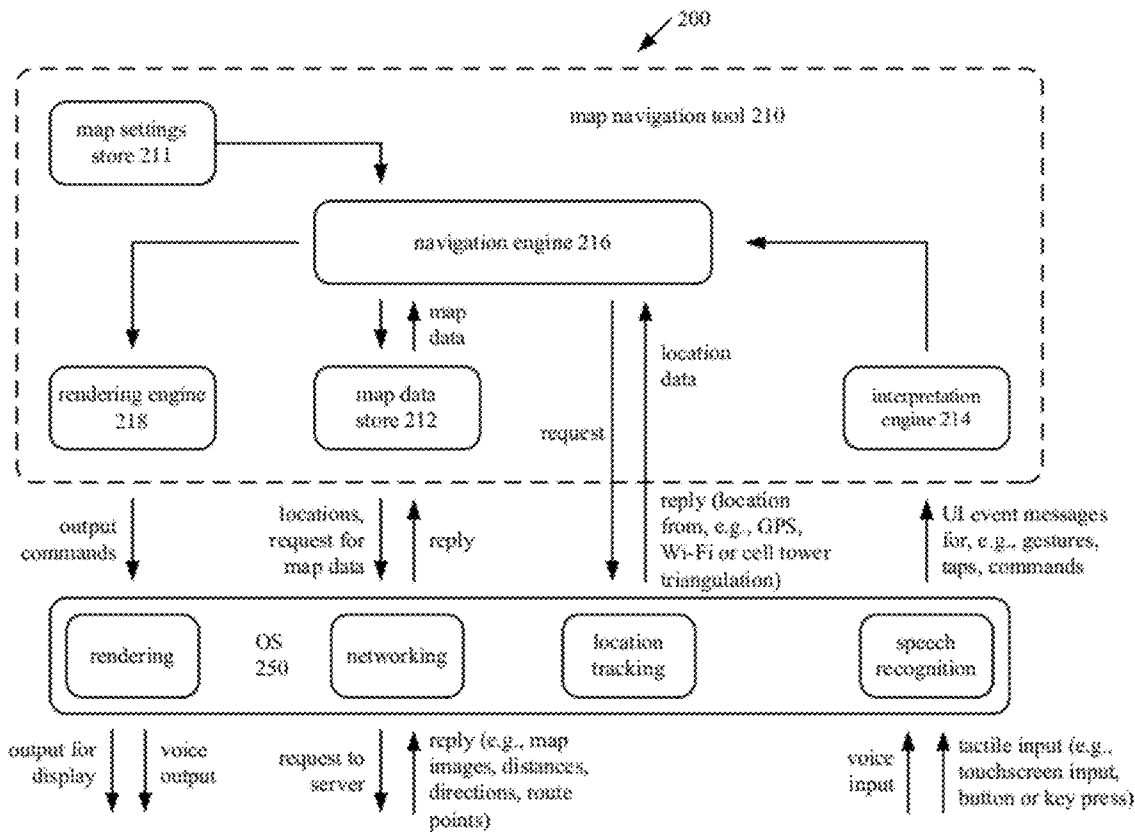 200
map navigation tool 210
map settings
store 211
navigation engine 216
map
data
location
data
rendering engine
218
map data
store 212
interpretation
engine 214
request
output
commands
locations,
request for
map data
reply
reply (location
from, e.g., GPS,
Wi-Fi or cell tower
triangulation)
UI event messages
for, e.g., gestures,
taps, commands
rendering
OS
250
networking
location
tracking
speech
recognition
output for
display
voice
output
request to
server
reply (e.g., map
images, distances,
directions, route
points)
voice
input
tactile input (e.g.,
touchscreen input,
button or key press)